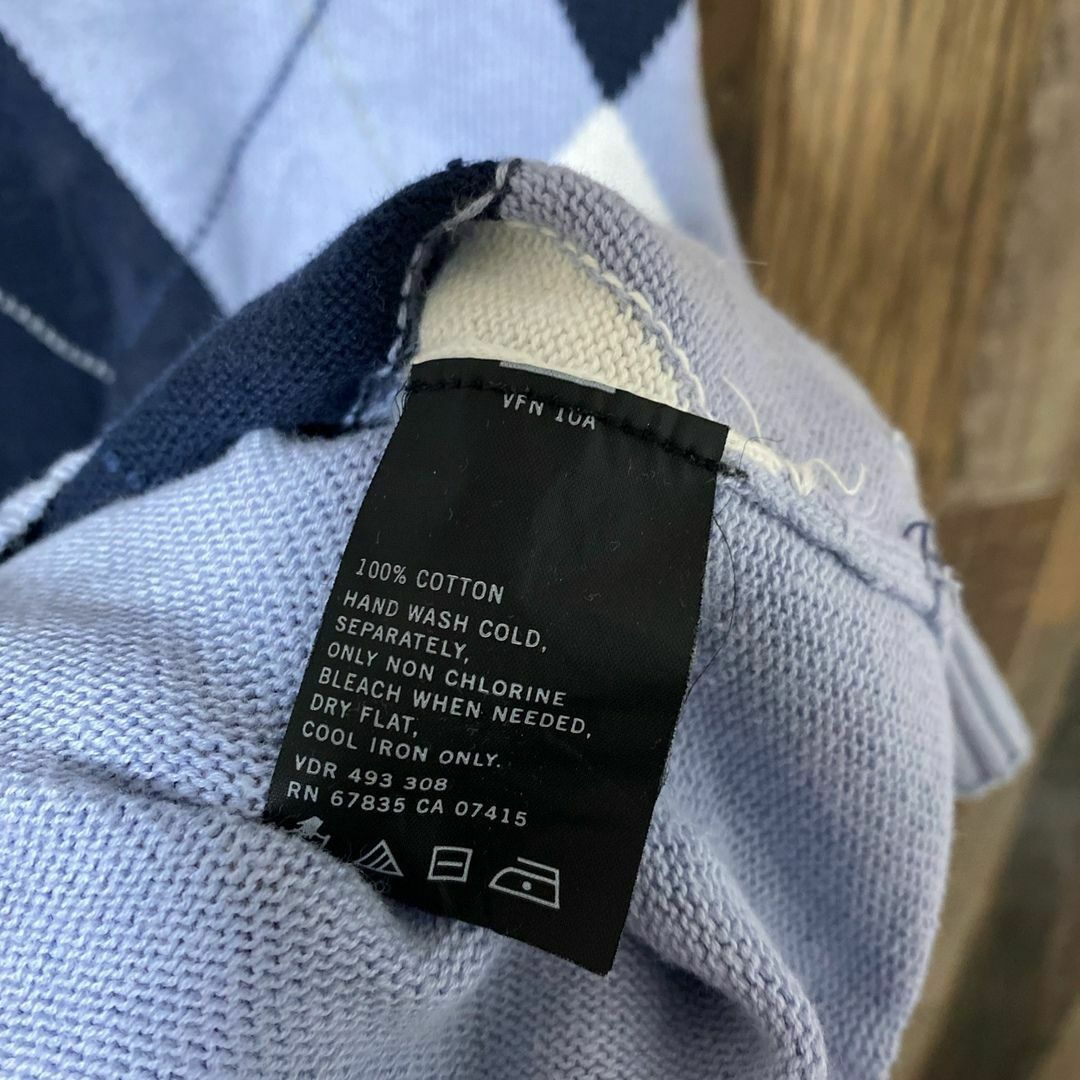 VFN 10A
100% COTTON
HAND WASH COLD,
SEPARATELY,
ONLY NON CHLORINE
BLEACH WHEN NEEDED,
DRY FLAT,
COOL IRON ONLY.
VDR 493 308
RN 67835 CA 07415